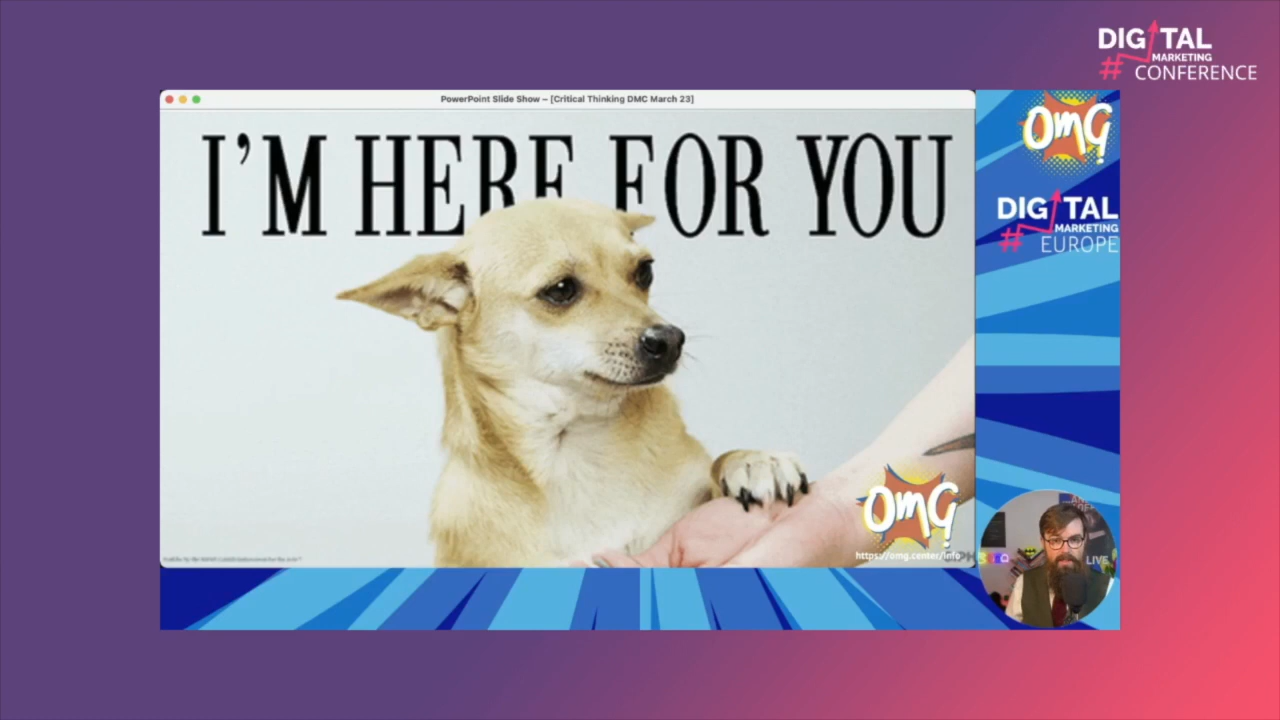 DIGITAL
MARKETING
# CONFERENCE
PowerPoint Slide Show – [Critical Thinking DMC March 23]
I'M HERE FOR YOU
OMG
DIGITAL
MARKETING
# EUROPE
OMG
https://omg.center/info
LIVE